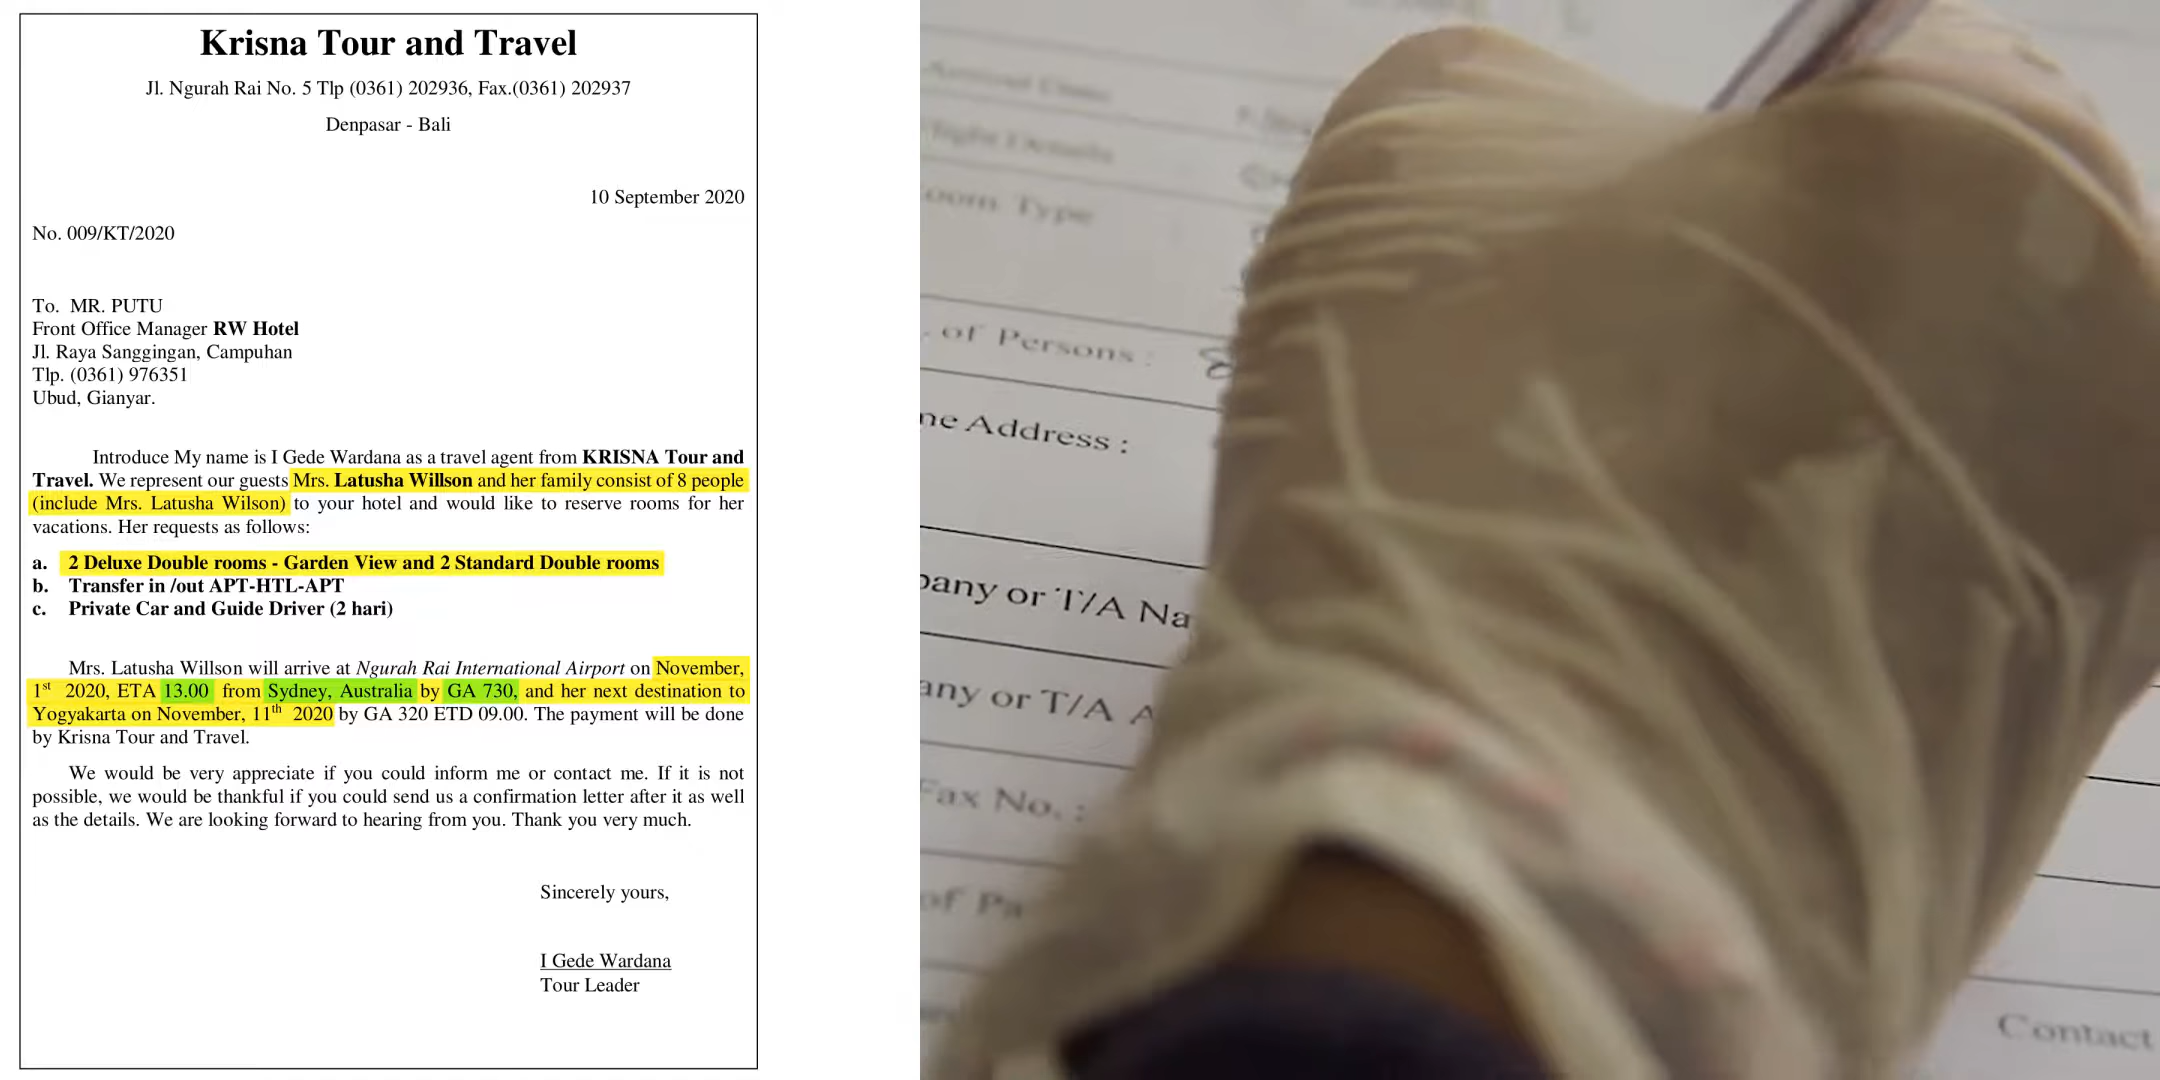 Krisna Tour and Travel
Jl. Ngurah Rai No. 5 Tlp (0361) 202936, Fax.(0361) 202937
Denpasar - Bali
10 September 2020
No. 009/KT/2020
To.  MR. PUTU
Front Office Manager RW Hotel
Jl. Raya Sanggingan, Campuhan
Tlp. (0361) 976351
Ubud, Gianyar.
Introduce My name is I Gede Wardana as a travel agent from KRISNA Tour and
Travel. We represent our guests Mrs. Latusha Willson and her family consist of 8 people
(include Mrs. Latusha Wilson) to your hotel and would like to reserve rooms for her
vacations. Her requests as follows:
a. 2 Deluxe Double rooms - Garden View and 2 Standard Double rooms
b. Transfer in /out APT-HTL-APT
c. Private Car and Guide Driver (2 hari)
Mrs. Latusha Willson will arrive at Ngurah Rai International Airport on November,
1st 2020, ETA 13.00 from Sydney, Australia by GA 730, and her next destination to
Yogyakarta on November, 11th 2020 by GA 320 ETD 09.00. The payment will be done
by Krisna Tour and Travel.
We would be very appreciate if you could inform me or contact me. If it is not
possible, we would be thankful if you could send us a confirmation letter after it as well
as the details. We are looking forward to hearing from you. Thank you very much.
Sincerely yours,
I Gede Wardana
Tour Leader
Details
oom Type
of Persons : 8
ne Address :
pany or T/A Na
any or T/A A
Fax No. :
of Pa
Contact